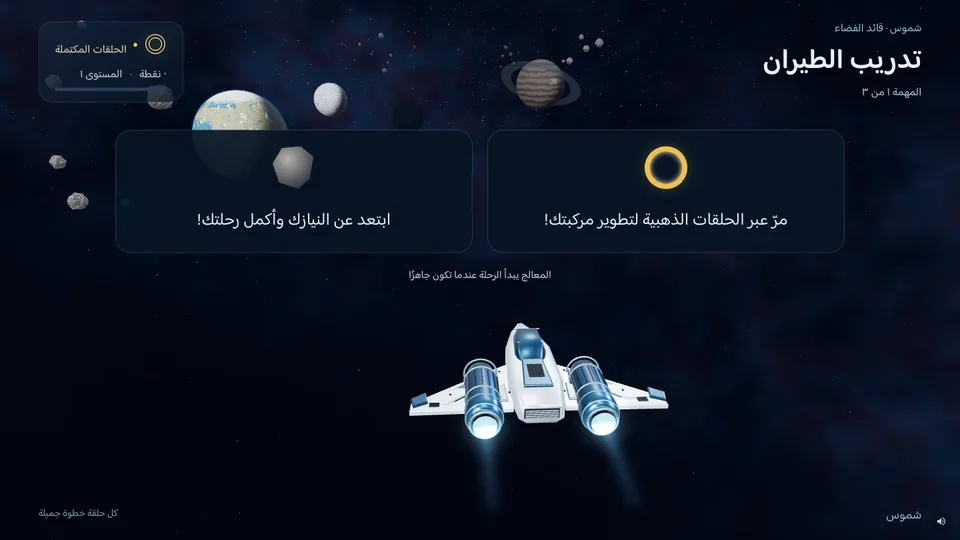 شموس · قائد الفضاء
تدريب الطيران
المهمة ١ من ٣
الحلقات المكتملة
٠ نقطة · المستوى ١
مرّ عبر الحلقات الذهبية لتطوير مركبتك!
ابتعد عن النيازك وأكمل رحلتك!
المعالج يبدأ الرحلة عندما تكون جاهزًا
شموس
كل حلقة خطوة جميلة